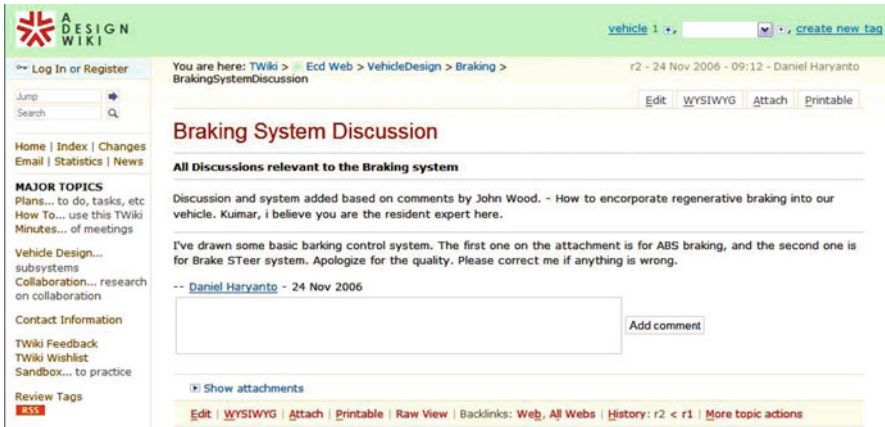 A
DESIGN
WIKI
vehicle 1 +, +, create new tag
Log In or Register
Jump
Search
Home | Index | Changes
Email | Statistics | News
MAJOR TOPICS
Plans... to do, tasks, etc
How To... use this TWiki
Minutes... of meetings
Vehicle Design...
subsystems
Collaboration... research
on collaboration
Contact Information
TWiki Feedback
TWiki Wishlist
Sandbox... to practice
Review Tags
RSS
You are here: TWiki > Ecd Web > VehicleDesign > Braking >
BrakingSystemDiscussion
r2 - 24 Nov 2006 - 09:12 - Daniel Haryanto
Edit WYSIWYG Attach Printable
Braking System Discussion
All Discussions relevant to the Braking system
Discussion and system added based on comments by John Wood. - How to encorporate regenerative braking into our
vehicle. Kuimar, i believe you are the resident expert here.
I've drawn some basic barking control system. The first one on the attachment is for ABS braking, and the second one is
for Brake STeer system. Apologize for the quality. Please correct me if anything is wrong.
-- Daniel Haryanto - 24 Nov 2006
Add comment
Show attachments
Edit | WYSIWYG | Attach | Printable | Raw View | Backlinks: Web, All Webs | History: r2 < r1 | More topic actions